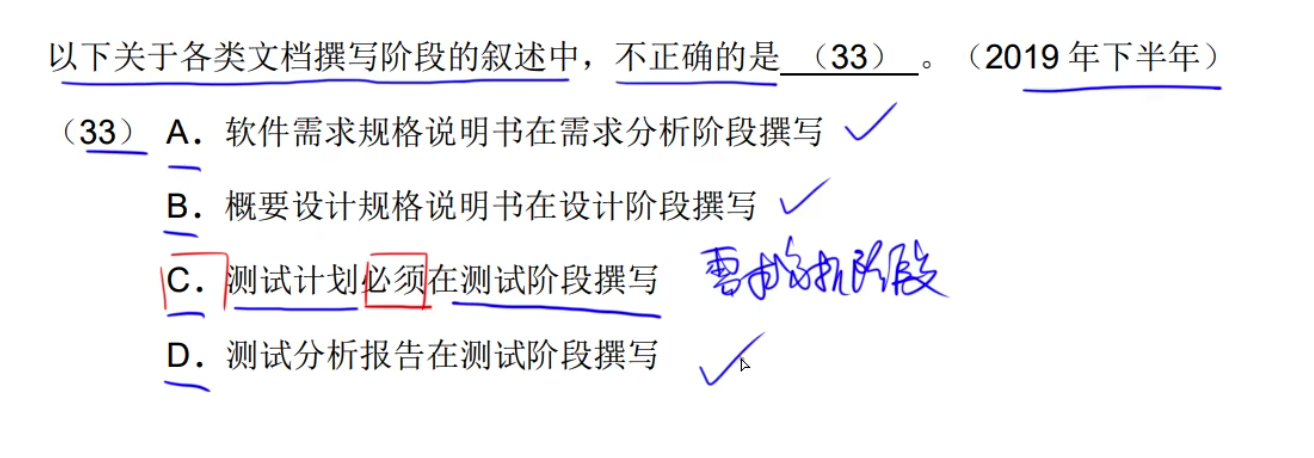 以下关于各类文档撰写阶段的叙述中，不正确的是 （33） 。（2019 年下半年）
（33） A．软件需求规格说明书在需求分析阶段撰写
B．概要设计规格说明书在设计阶段撰写
C．测试计划必须在测试阶段撰写 需求分析阶段
D．测试分析报告在测试阶段撰写